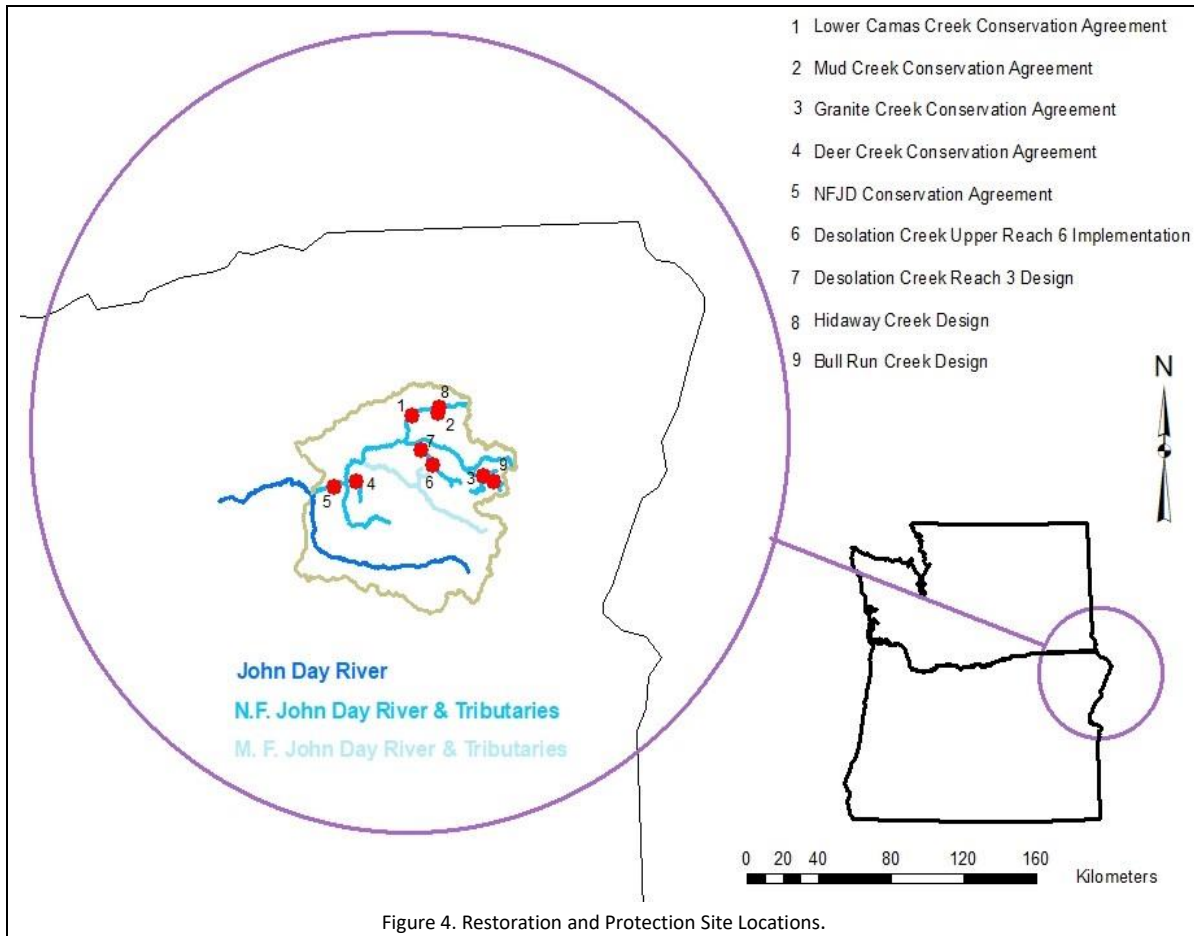 1 Lower Camas Creek Conservation Agreement
2 Mud Creek Conservation Agreement
3 Granite Creek Conservation Agreement
4 Deer Creek Conservation Agreement
5 NFJD Conservation Agreement
6 Desolation Creek Upper Reach 6 Implementation
7 Desolation Creek Reach 3 Design
8 Hidaway Creek Design
9 Bull Run Creek Design
N
8
1
2
7
6
3
9
5
4
John Day River
N.F. John Day River & Tributaries
M. F. John Day River & Tributaries
0 20 40 80 120 160
Kilometers
Figure 4. Restoration and Protection Site Locations.